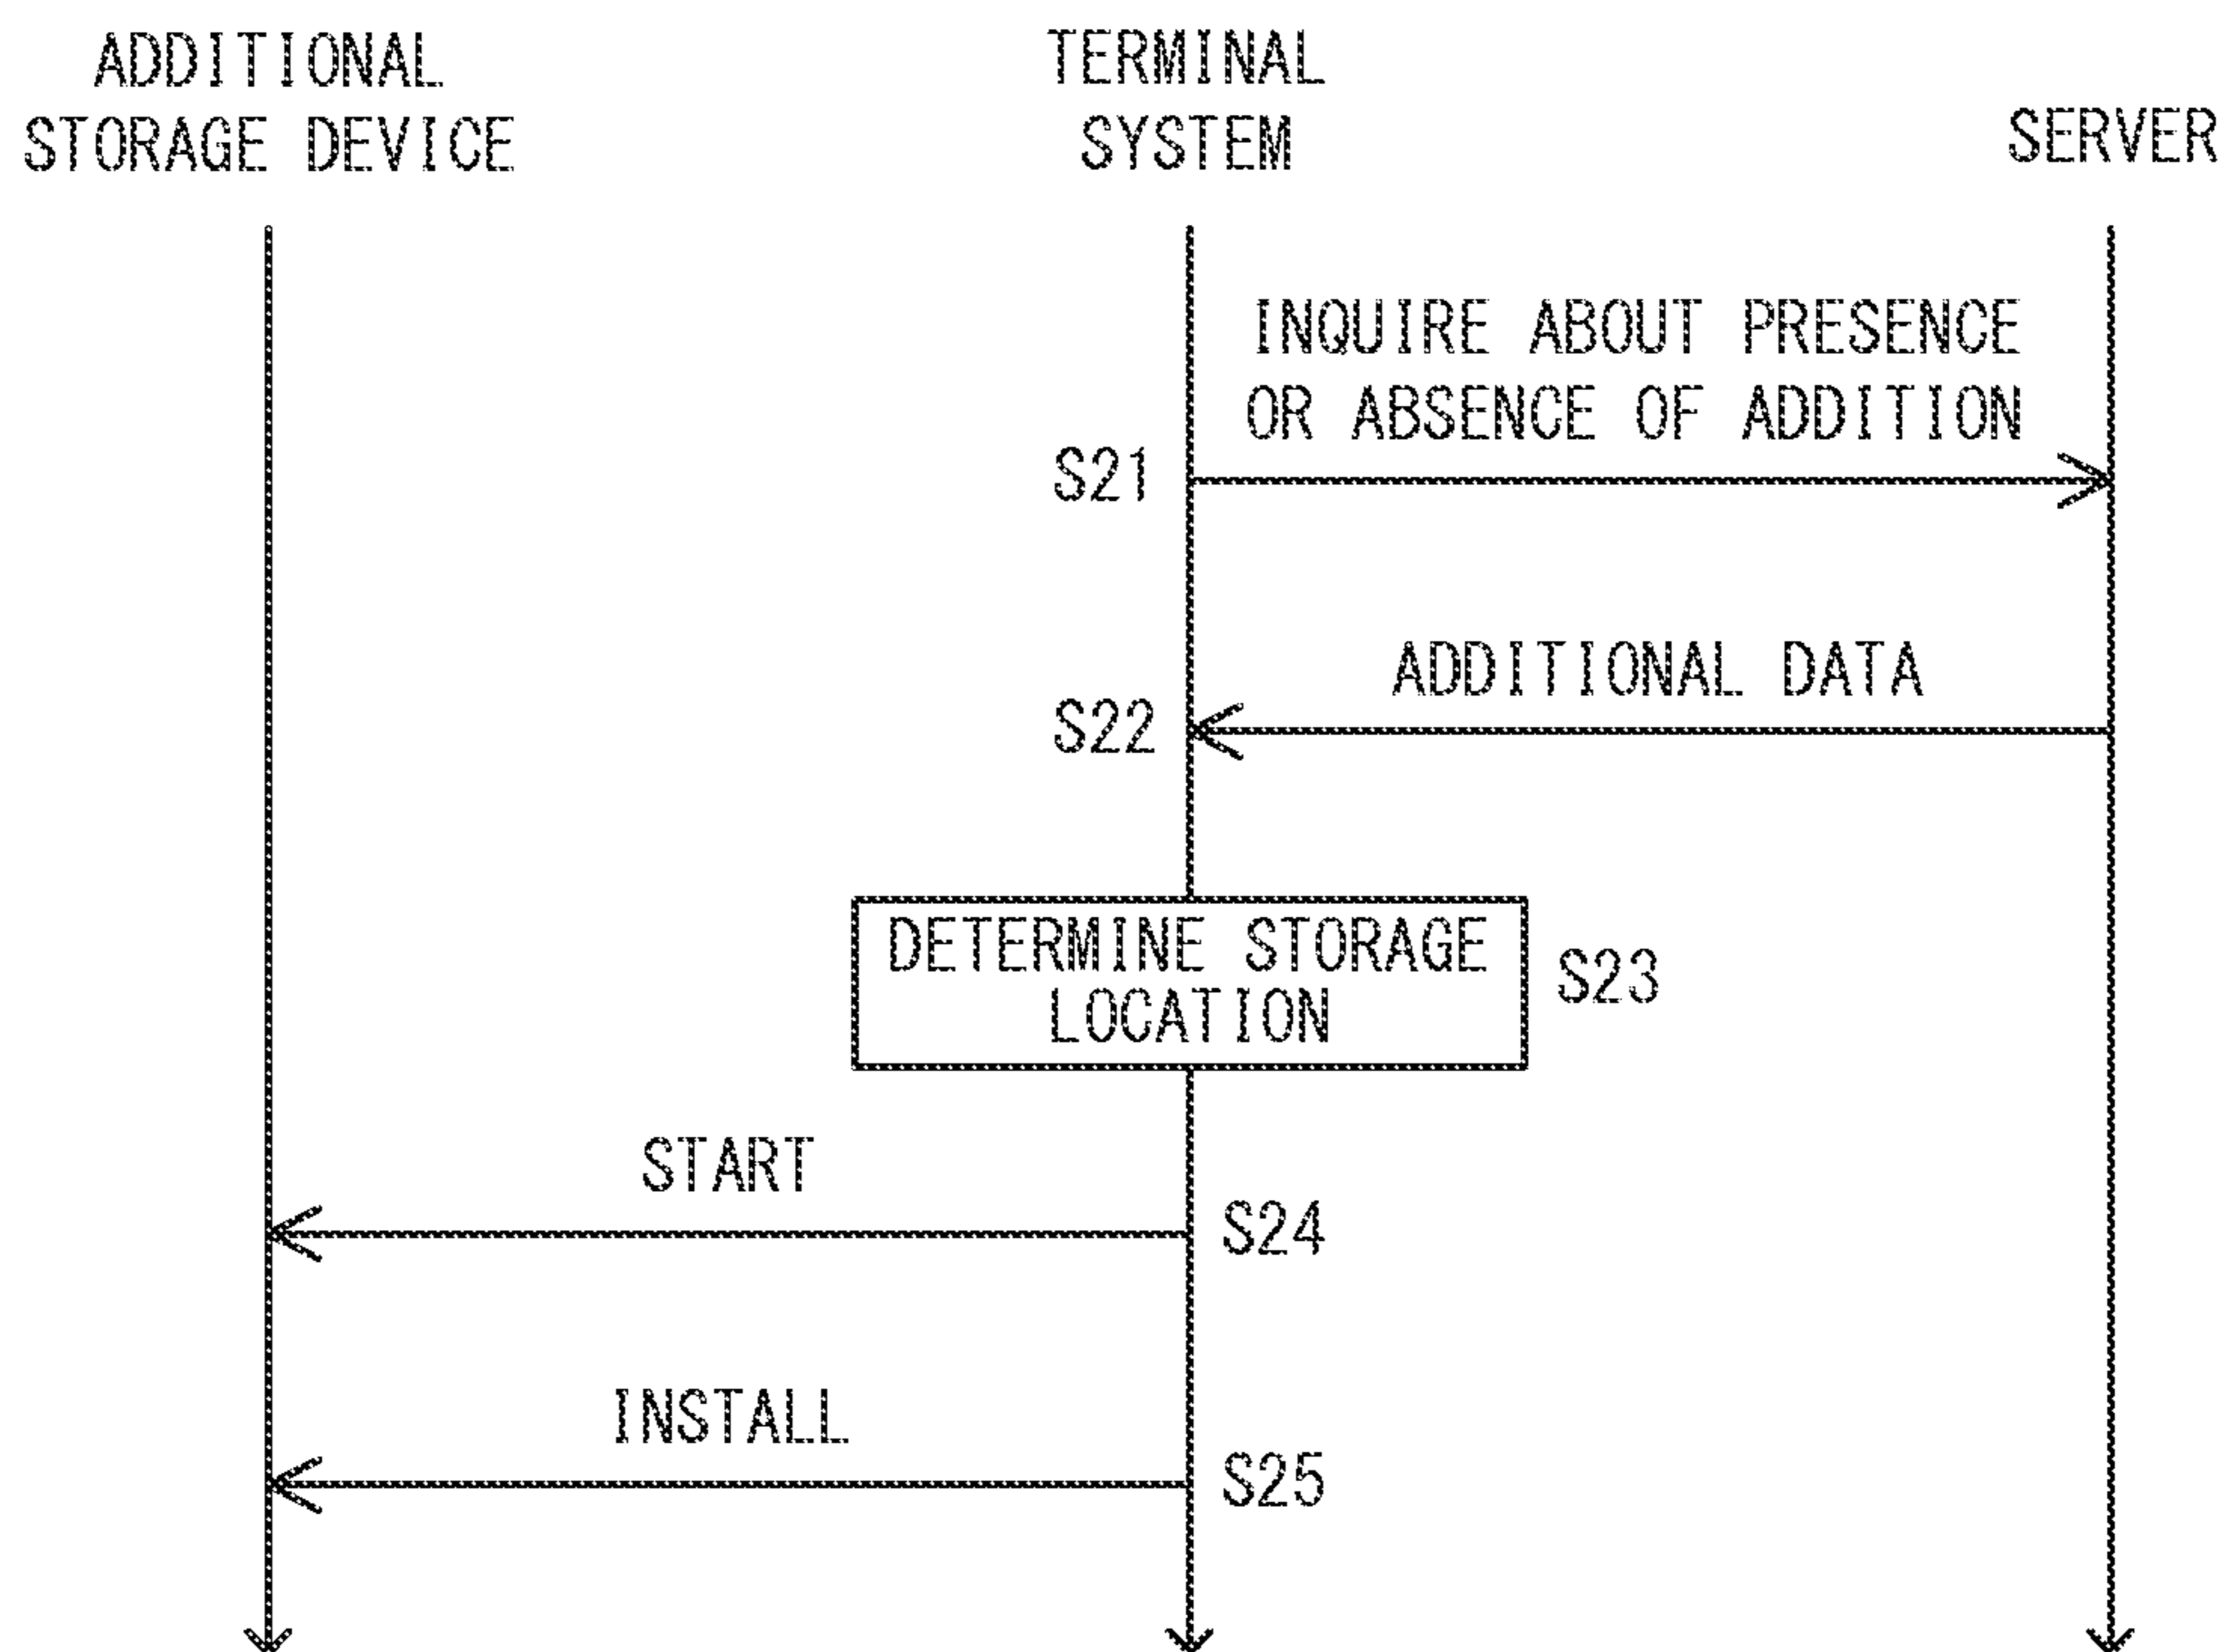 ADDITIONAL
STORAGE DEVICE
TERMINAL
SYSTEM
SERVER
INQUIRE ABOUT PRESENCE
OR ABSENCE OF ADDITION
S21
ADDITIONAL DATA
S22
DETERMINE STORAGE
LOCATION
S23
START
S24
INSTALL
S25